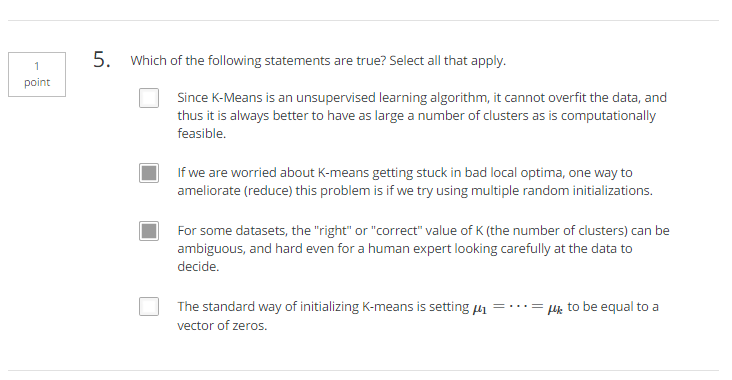 1
point
5. Which of the following statements are true? Select all that apply.
Since K-Means is an unsupervised learning algorithm, it cannot overfit the data, and
thus it is always better to have as large a number of clusters as is computationally
feasible.
If we are worried about K-means getting stuck in bad local optima, one way to
ameliorate (reduce) this problem is if we try using multiple random initializations.
For some datasets, the "right" or "correct" value of K (the number of clusters) can be
ambiguous, and hard even for a human expert looking carefully at the data to
decide.
The standard way of initializing K-means is setting μ₁ = ⋯ = μₖ to be equal to a
vector of zeros.